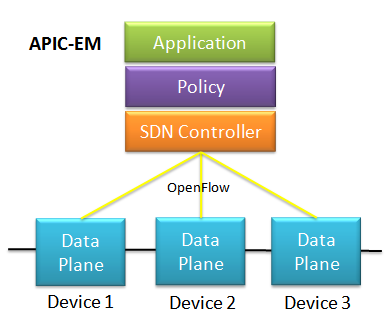 APIC-EM
Application
Policy
SDN Controller
OpenFlow
Data
Plane
Data
Plane
Data
Plane
Device 1
Device 2
Device 3